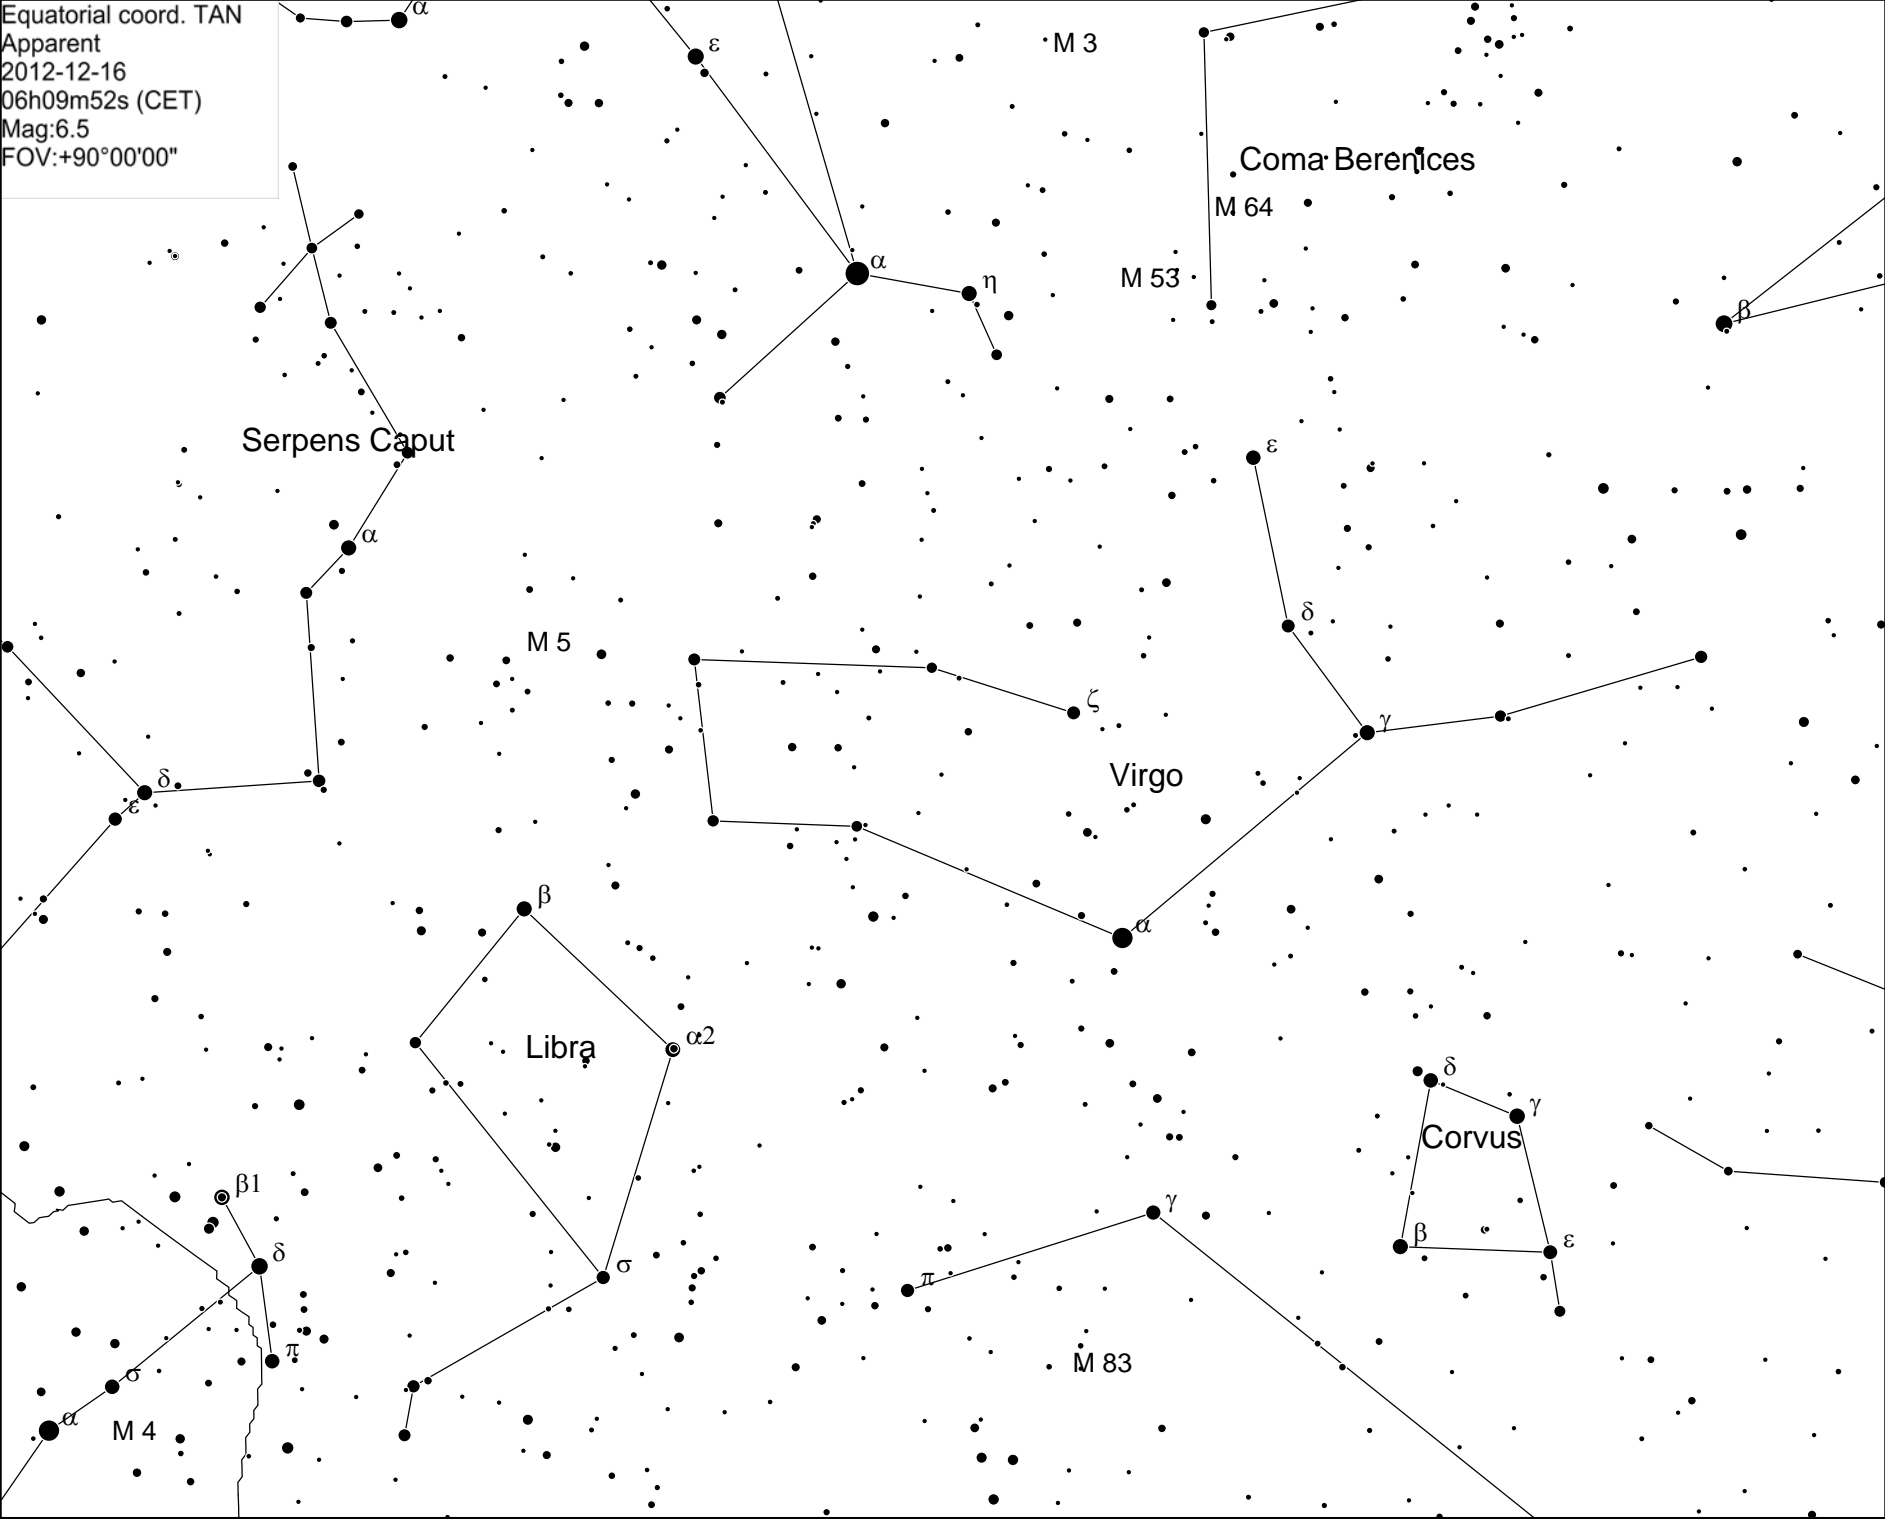 Equatorial coord. TAN
Apparent
2012-12-16
06h09m52s (CET)
Mag:6.5
FOV:+90°00'00"
α
ε
M 3
Coma Berenices
M 64
α
η
M 53
β
Serpens Caput
ε
α
δ
M 5
ζ
γ
Virgo
δ
ε
β
α
Libra
α2
δ
γ
Corvus
β1
γ
β
ε
δ
σ
π
π
M 83
σ
α
M 4